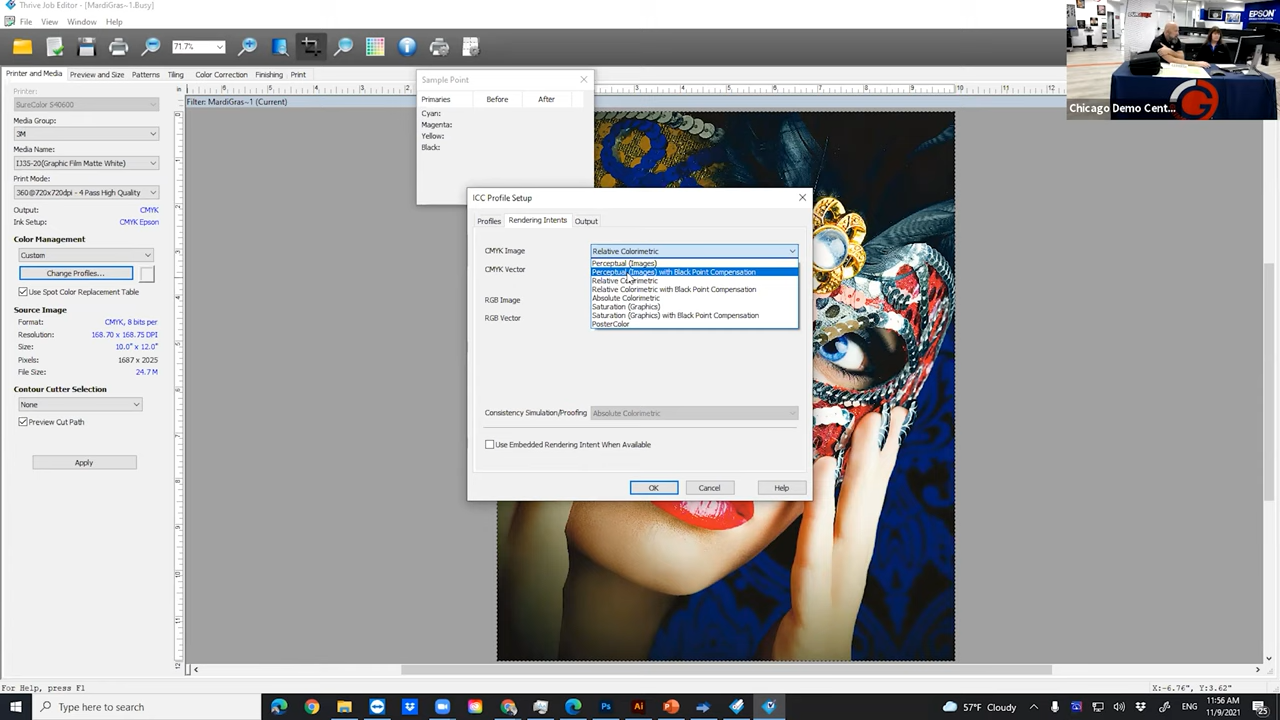 Thrive Job Editor - [MardiGras~1.Busy]
File View Window Help
71.7%
Printer and Media Preview and Size Patterns Tiling Color Correction Finishing Print
Printer:
SureColor S40600
Media Group:
3M
Media Name:
IJ35-20(Graphic Film Matte White)
Print Mode:
360@720x720dpi - 4 Pass High Quality
Output: CMYK
Ink Setup: CMYK Epson
Color Management
Custom
Change Profiles...
Use Spot Color Replacement Table
Source Image
Format: CMYK, 8 bits per
Resolution: 168.70 x 168.75 DPI
Size: 10.0" x 12.0"
Pixels: 1687 x 2025
File Size: 24.7 M
Contour Cutter Selection
None
Preview Cut Path
Apply
Filter: MardiGras~1 (Current)
Sample Point
Primaries Before After
Cyan:
Magenta:
Yellow:
Black:
ICC Profile Setup
Profiles Rendering Intents Output
CMYK Image Relative Colorimetric
CMYK Vector
RGB Image
RGB Vector
Perceptual (Images)
Perceptual (Images) with Black Point Compensation
Relative Colorimetric
Relative Colorimetric with Black Point Compensation
Absolute Colorimetric
Saturation (Graphics)
Saturation (Graphics) with Black Point Compensation
PosterColor
Consistency Simulation/Proofing Absolute Colorimetric
Use Embedded Rendering Intent When Available
OK Cancel Help
EPSON
Chicago Demo Cent...
For Help, press F1
X:-6.76", Y:3.62"
Type here to search
57°F Cloudy
11:56 AM
11/9/2021
25